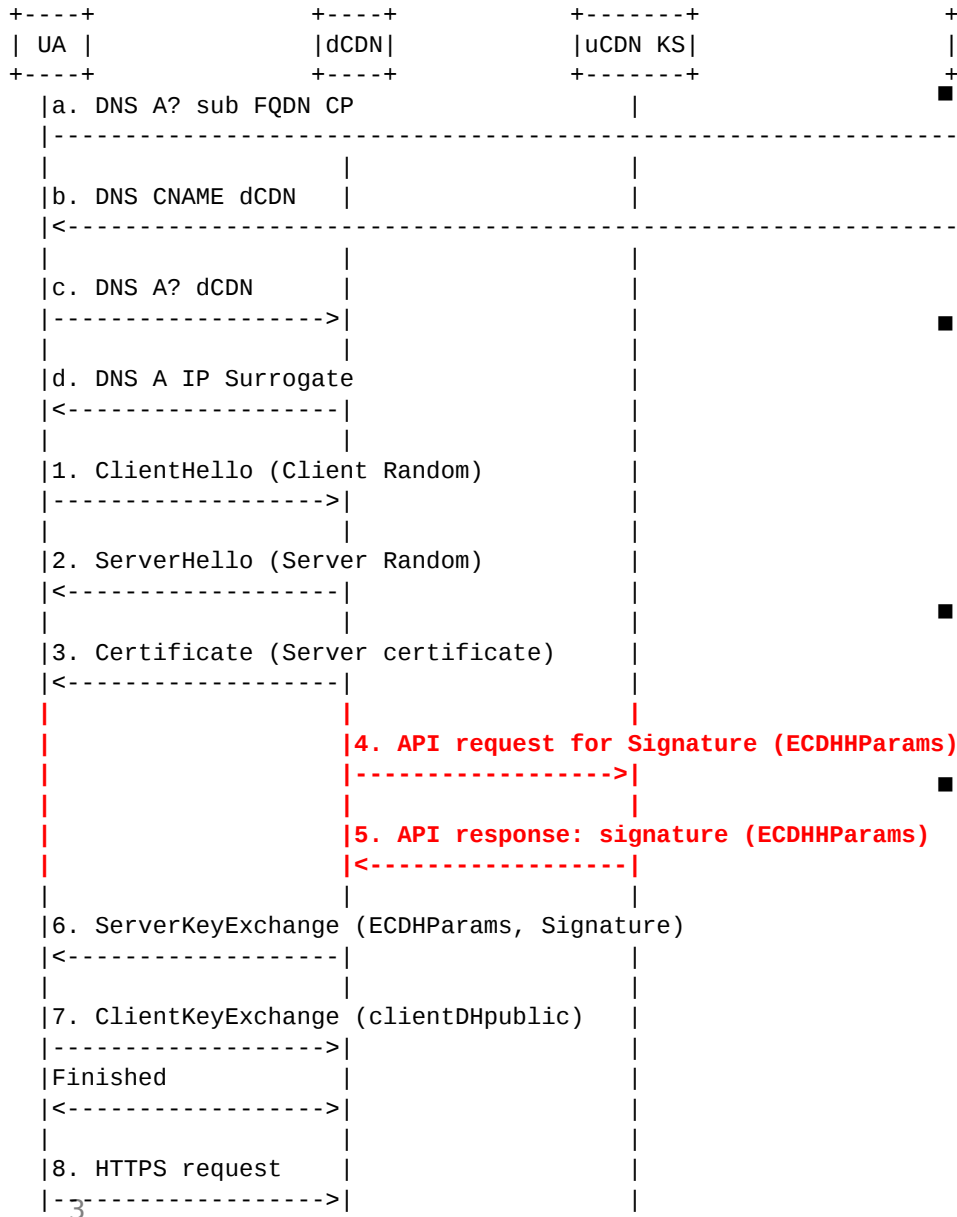 +----+ +----+ +-------+ +
| UA | |dCDN| |uCDN KS| |
+----+ +----+ +-------+ +
|a. DNS A? sub FQDN CP |
|---------------------------------------------------------------
| | |
|b. DNS CNAME dCDN | |
|<--------------------------------------------------------------
| | |
|c. DNS A? dCDN | |
|------------------->| |
| | |
|d. DNS A IP Surrogate |
|<-------------------| |
| | |
|1. ClientHello (Client Random) |
|------------------->| |
| | |
|2. ServerHello (Server Random) |
|<-------------------| |
| | |
|3. Certificate (Server certificate) |
|<-------------------| |
| | |
| |4. API request for Signature (ECDHHParams)
| |------------------>|
| | |
| |5. API response: signature (ECDHHParams)
| |<------------------|
| | |
|6. ServerKeyExchange (ECDHParams, Signature)
|<-------------------| |
| | |
|7. ClientKeyExchange (clientDHpublic) |
|------------------->| |
|Finished | |
|<------------------>| |
| | |
|8. HTTPS request | |
|------------------->| |
3